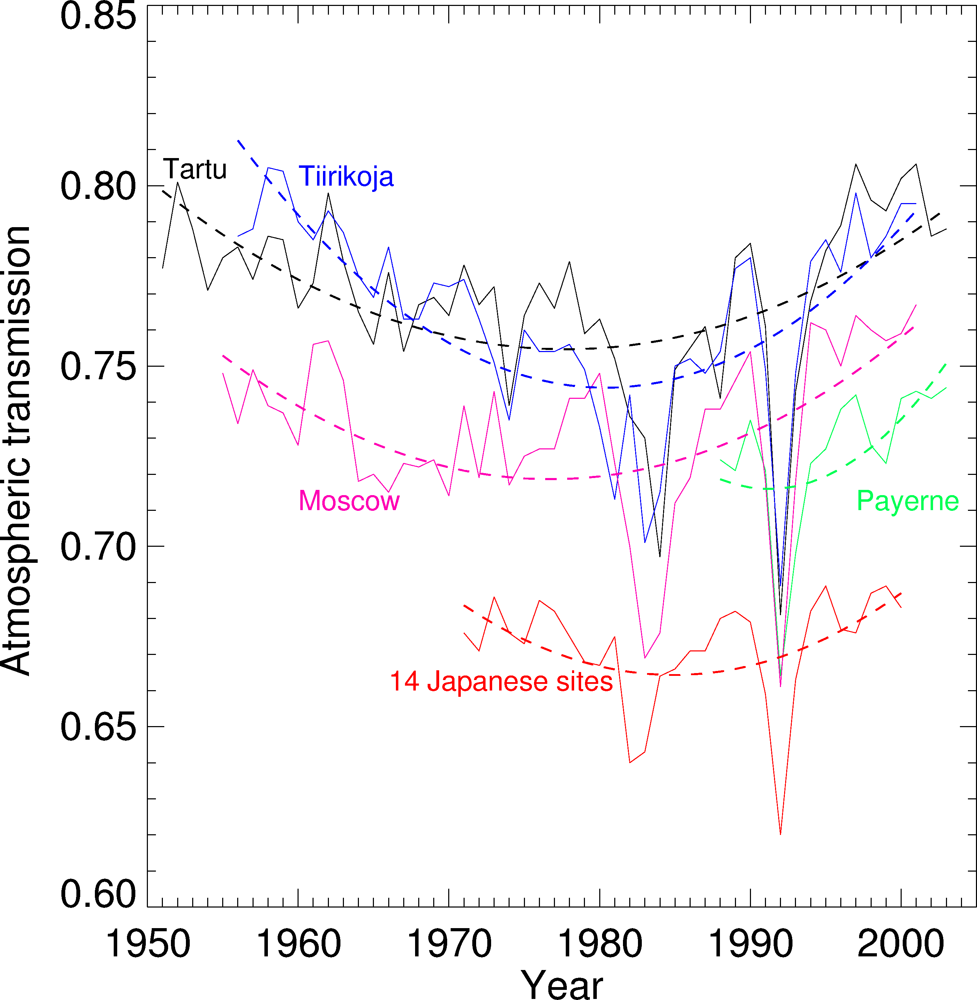 0.85
0.80
0.75
0.70
0.65
0.60
Atmospheric transmission
Tartu
Tiirikoja
Moscow
Payerne
14 Japanese sites
1950 1960 1970 1980 1990 2000
Year